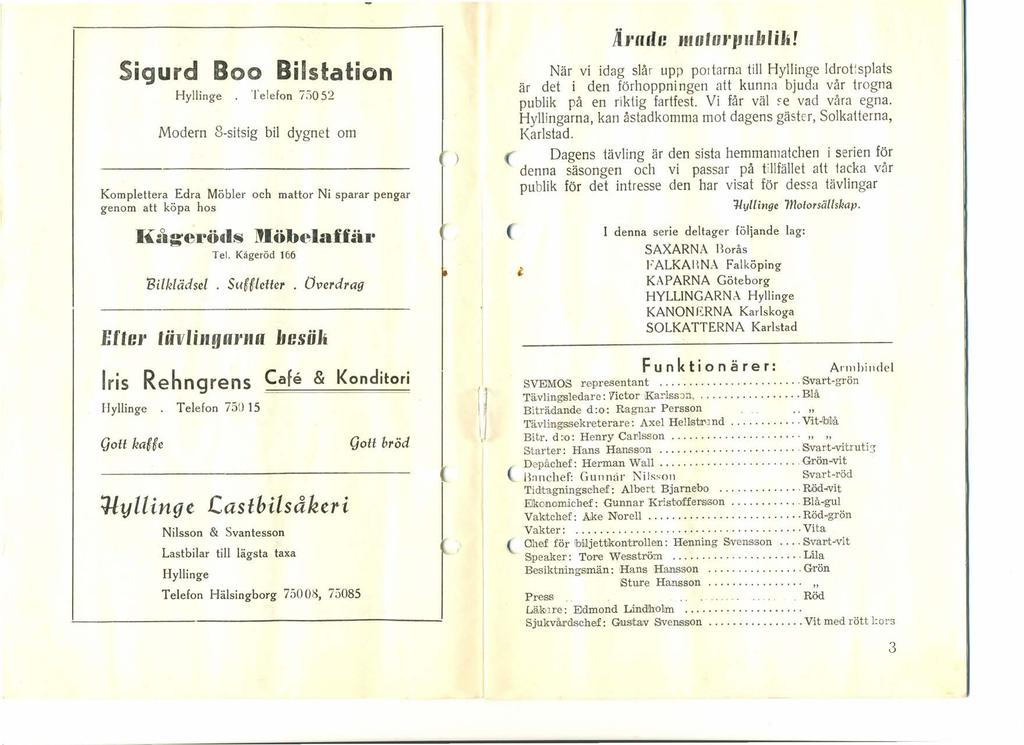 Sigurd Boo Bilstation
Hyllinge . Telefon 75052
Modern 8-sitsig bil dygnet om
Komplettera Edra Möbler och mattor Ni sparar pengar
genom att köpa hos
Kågeröds Möbelaffär
Tel. Kågeröd 166
Bilklädsel . Suffletter . Överdrag
Efter tävlingarna besök
Iris Rehngrens Café & Konditori
Hyllinge . Telefon 750 15
Gott kaffe Gott bröd
Hyllinge Lastbilsåkeri
Nilsson & Svantesson
Lastbilar till lägsta taxa
Hyllinge
Telefon Hälsingborg 75008, 75085
Ärade motorpublik!
När vi idag slår upp portarna till Hyllinge Idrottsplats
är det i den förhoppningen att kunna bjuda vår trogna
publik på en riktig fartfest. Vi får väl se vad våra egna.
Hyllingarna, kan åstadkomma mot dagens gäster, Solkatterna,
Karlstad.
Dagens tävling är den sista hemmamatchen i serien för
denna säsongen och vi passar på tillfället att tacka vår
publik för det intresse den har visat för dessa tävlingar
Hyllinge Motorsällskap.
I denna serie deltager följande lag:
SAXARNA Borås
FALKARNA Falköping
KAPARNA Göteborg
HYLLINGARNA Hyllinge
KANONERNA Karlskoga
SOLKATTERNA Karlstad
Funktionärer: Armbindel
SVEMOS representant ........................ Svart-grön
Tävlingsledare: Victor Karlsson, ................. Blå
Biträdande d:o: Ragnar Persson .. „
Tävlingssekreterare: Axel Hellstrand ............ Vit-blå
Bitr. d:o: Henry Carlsson ...................... „ „
Starter: Hans Hansson ........................ Svart-vitrutig
Depåchef: Herman Wall ........................ Grön-vit
Banchef: Gunnar Nilsson Svart-röd
Tidtagningschef: Albert Bjarnebo .............. Röd-vit
Ekonomichef: Gunnar Kristoffersson ............ Blå-gul
Vaktchef: Åke Norell .......................... Röd-grön
Vakter: ...................................... Vita
Chef för biljettkontrollen: Henning Svensson .... Svart-vit
Speaker: Tore Wesström ...................... Lila
Besiktningsmän: Hans Hansson ................ Grön
Sture Hansson ................ „
Press .. ...... Röd
Läkare: Edmond Lindholm ....................
Sjukvårdschef: Gustav Svensson ................ Vit med rött kors
3